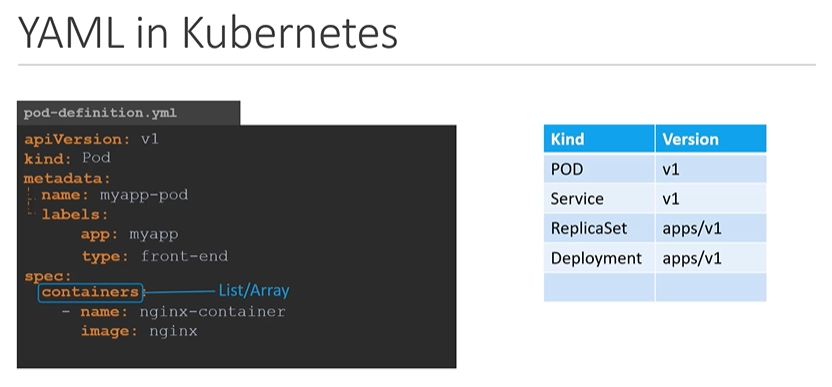 YAML in Kubernetes
pod-definition.yml
apiVersion: v1
kind: Pod
metadata:
name: myapp-pod
labels:
app: myapp
type: front-end
spec:
containers: List/Array
- name: nginx-container
image: nginx
Kind Version
POD v1
Service v1
ReplicaSet apps/v1
Deployment apps/v1